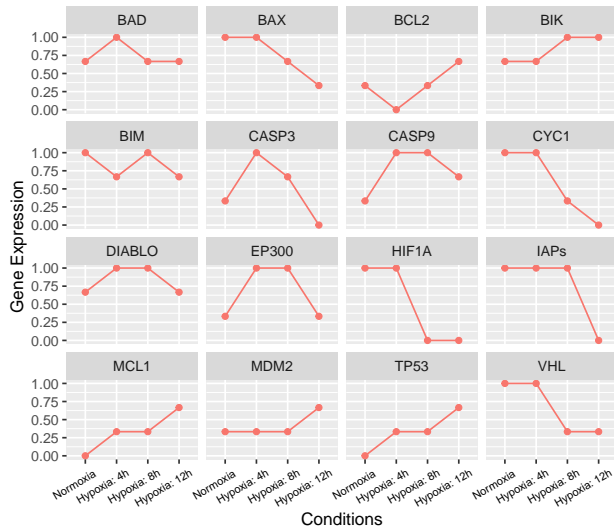 BAD BAX BCL2 BIK
1.00
0.75
0.50
0.25
0.00
BIM CASP3 CASP9 CYC1
1.00
0.75
0.50
0.25
0.00
DIABLO EP300 HIF1A IAPs
1.00
0.75
0.50
0.25
0.00
MCL1 MDM2 TP53 VHL
1.00
0.75
0.50
0.25
0.00
Gene Expression
Normoxia Hypoxia: 4h Hypoxia: 8h Hypoxia: 12h Normoxia Hypoxia: 4h Hypoxia: 8h Hypoxia: 12h Normoxia Hypoxia: 4h Hypoxia: 8h Hypoxia: 12h Normoxia Hypoxia: 4h Hypoxia: 8h Hypoxia: 12h
Conditions